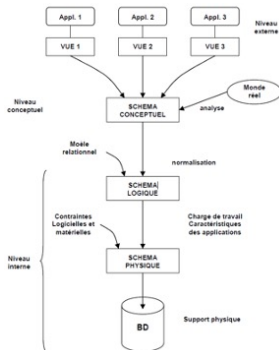 Appl. 1
Appl. 2
Appl. 3
Niveau
externe
VUE 1
VUE 2
VUE 3
Monde
réel
Niveau
conceptuel
SCHEMA
CONCEPTUEL
analyse
Moèle
relationnel
normalisation
SCHEMA
LOGIQUE
Contraintes
Logicielles et
matérielles
Charge de travail
Caractéristiques
des applications
Niveau
interne
SCHEMA
PHYSIQUE
Support physique
BD